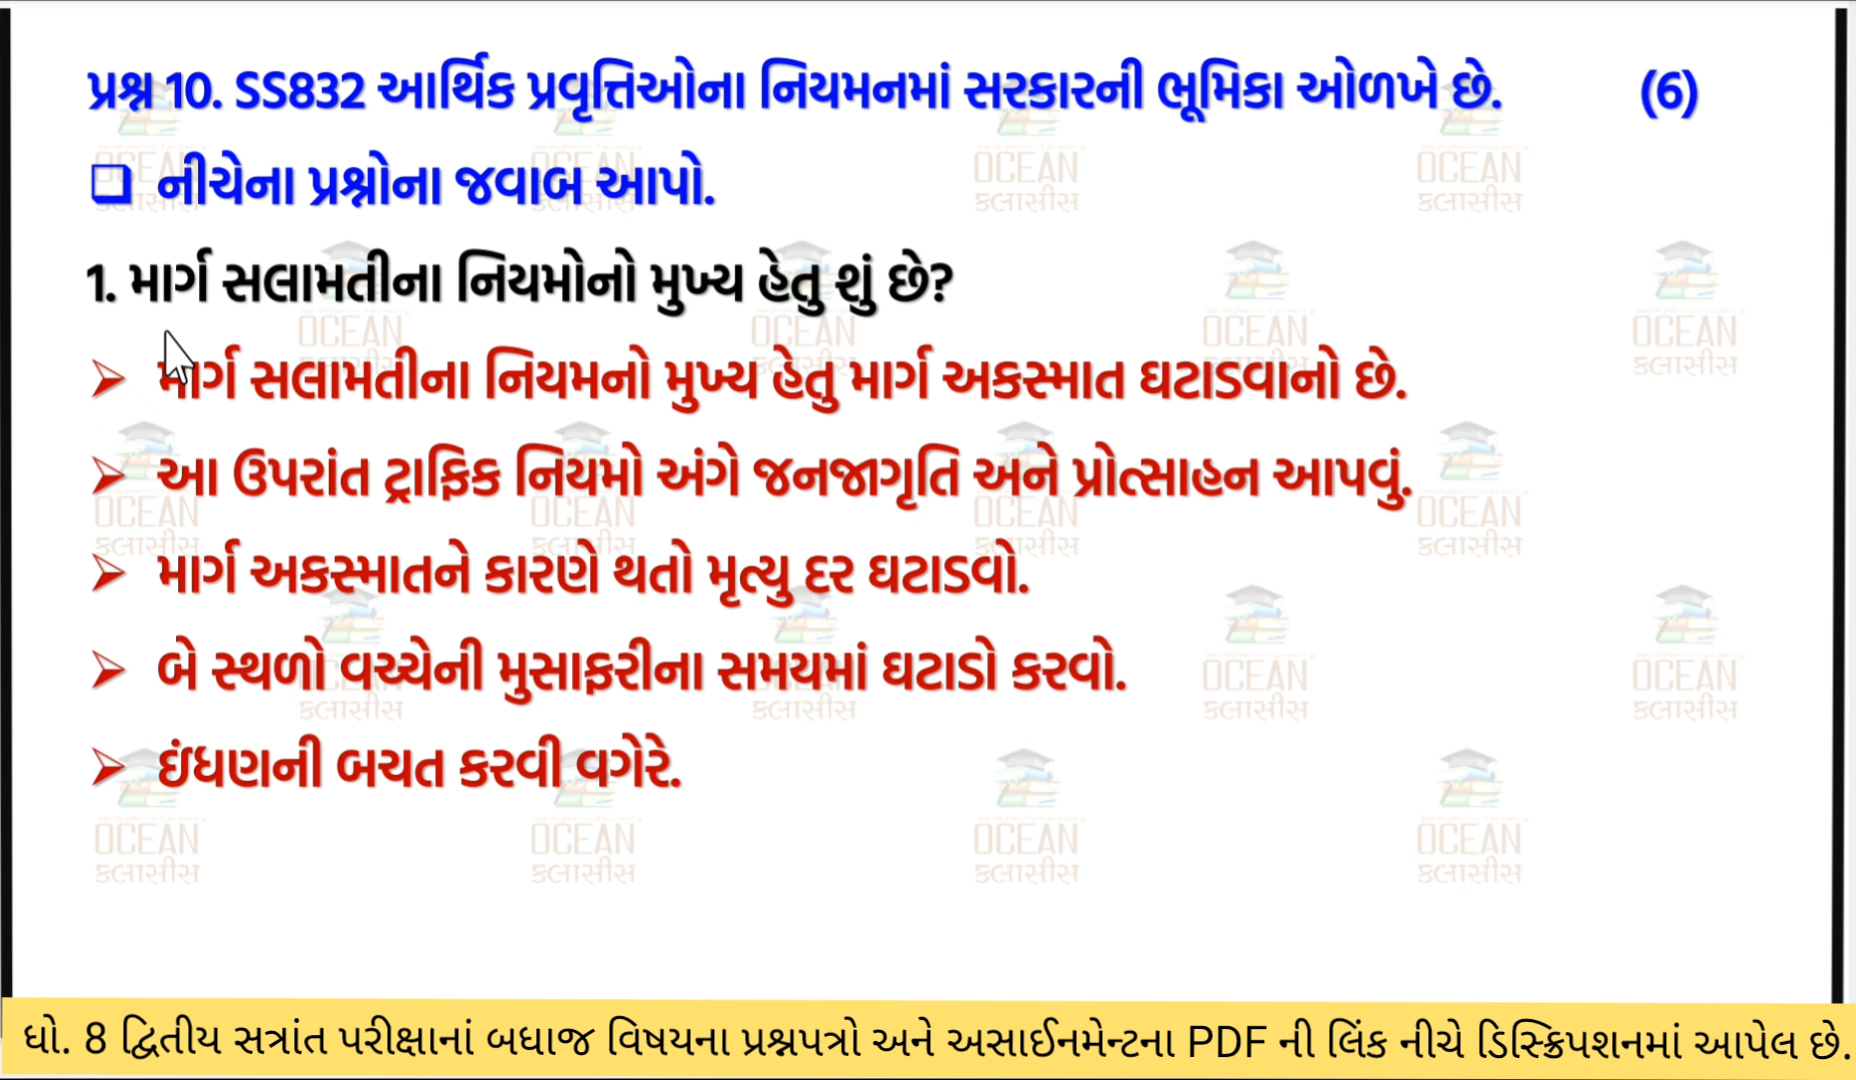 પ્રશ્ન 10. SS832 આર્થિક પ્રવૃત્તિઓના નિયમનમાં સરકારની ભૂમિકા ઓળખે છે. (6)
❑ નીચેના પ્રશ્નોના જવાબ આપો.
1. માર્ગ સલામતીના નિયમોનો મુખ્ય હેતુ શું છે?
➢ માર્ગ સલામતીના નિયમનો મુખ્ય હેતુ માર્ગ અકસ્માત ઘટાડવાનો છે.
➢ આ ઉપરાંત ટ્રાફિક નિયમો અંગે જનજાગૃતિ અને પ્રોત્સાહન આપવું.
➢ માર્ગ અકસ્માતને કારણે થતો મૃત્યુ દર ઘટાડવો.
➢ બે સ્થળો વચ્ચેની મુસાફરીના સમયમાં ઘટાડો કરવો.
➢ ઇંધણની બચત કરવી વગેરે.
OCEAN
ક્લાસીસ
ધો. 8 દ્વિતીય સત્રાંત પરીક્ષાનાં બધાજ વિષયના પ્રશ્નપત્રો અને અસાઈનમેન્ટના PDF ની લિંક નીચે ડિસ્ક્રિપશનમાં આપેલ છે.